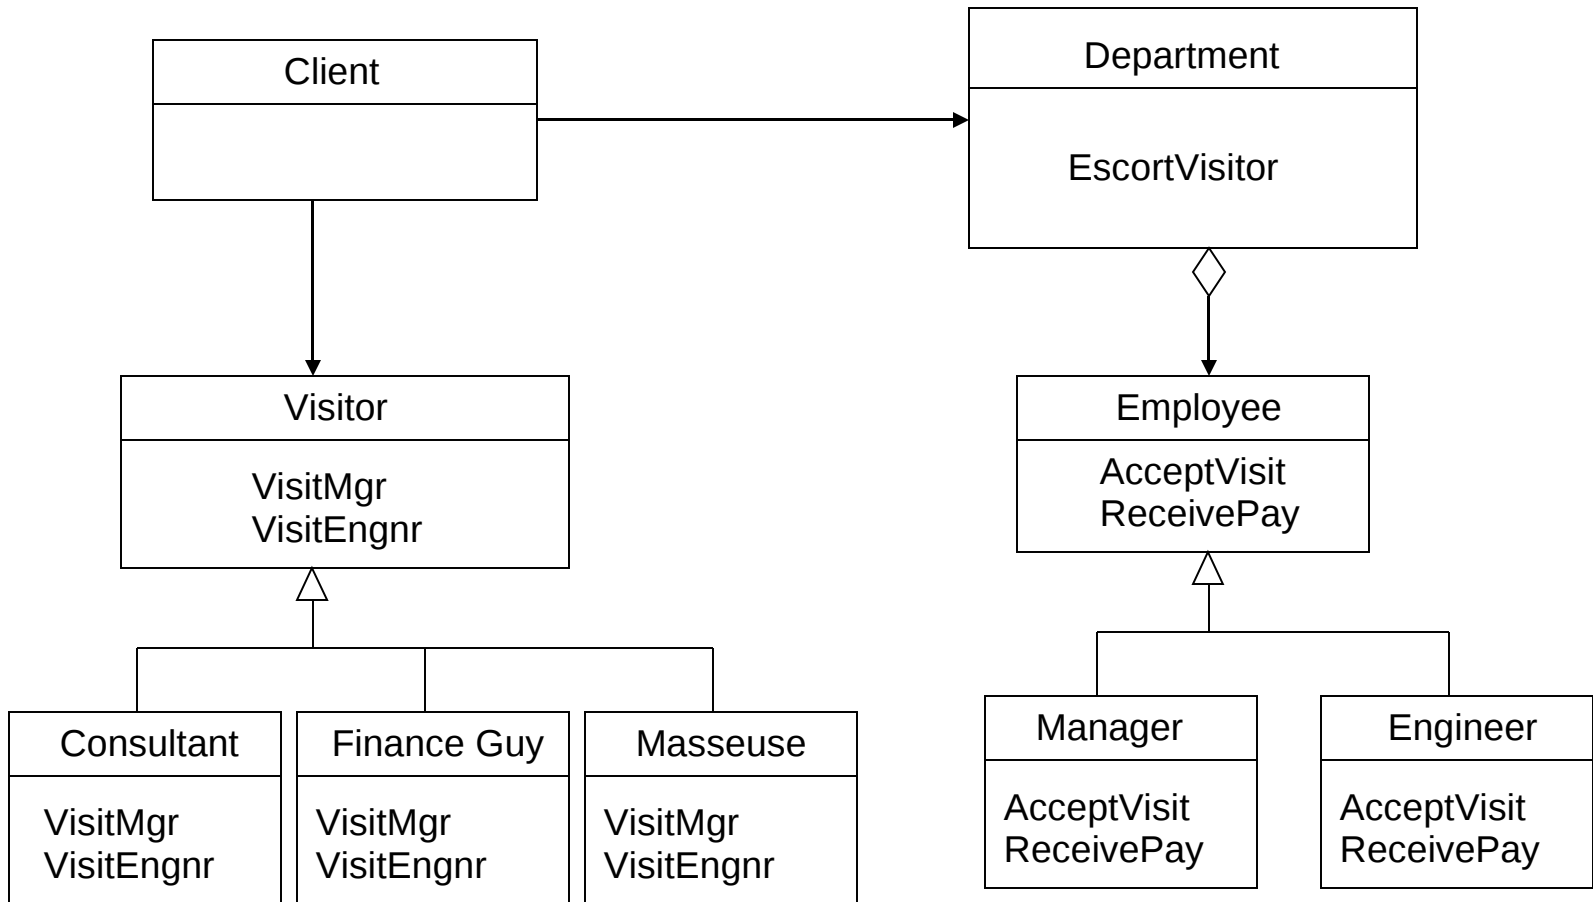 Client
Department
EscortVisitor
Visitor
VisitMgr
VisitEngnr
Employee
AcceptVisit
ReceivePay
Consultant
VisitMgr
VisitEngnr
Finance Guy
VisitMgr
VisitEngnr
Masseuse
VisitMgr
VisitEngnr
Manager
AcceptVisit
ReceivePay
Engineer
AcceptVisit
ReceivePay